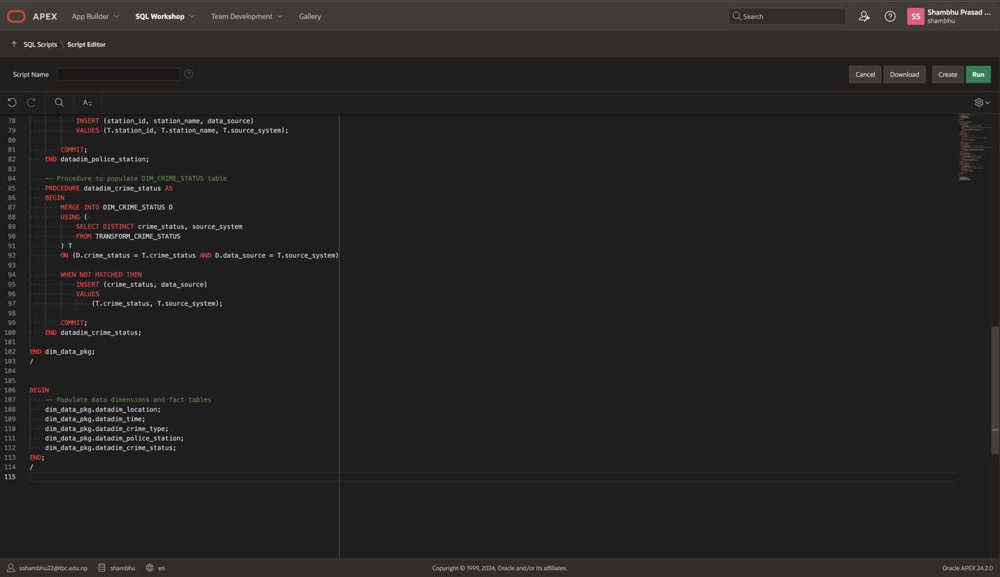 APEX App Builder SQL Workshop Team Development Gallery Search SS Shambhu Prasad ...
shambhu
SQL Scripts \ Script Editor
Script Name Cancel Download Create Run
78 INSERT (station_id, station_name, data_source)
79 VALUES (T.station_id, T.station_name, T.source_system);
80
81 COMMIT;
82 END datadim_police_station;
83
84 -- Procedure to populate DIM_CRIME_STATUS table
85 PROCEDURE datadim_crime_status AS
86 BEGIN
87 MERGE INTO DIM_CRIME_STATUS D
88 USING (
89 SELECT DISTINCT crime_status, source_system
90 FROM TRANSFORM_CRIME_STATUS
91 ) T
92 ON (D.crime_status = T.crime_status AND D.data_source = T.source_system)
93
94 WHEN NOT MATCHED THEN
95 INSERT (crime_status, data_source)
96 VALUES
97 (T.crime_status, T.source_system);
98
99 COMMIT;
100 END datadim_crime_status;
101
102 END dim_data_pkg;
103 /
104
105
106 BEGIN
107 -- Populate data dimensions and fact tables
108 dim_data_pkg.datadim_location;
109 dim_data_pkg.datadim_time;
110 dim_data_pkg.datadim_crime_type;
111 dim_data_pkg.datadim_police_station;
112 dim_data_pkg.datadim_crime_status;
113 END;
114 /
115
sshambhu22@tbc.edu.np shambhu en Copyright © 1999, 2024, Oracle and/or its affiliates. Oracle APEX 24.2.0